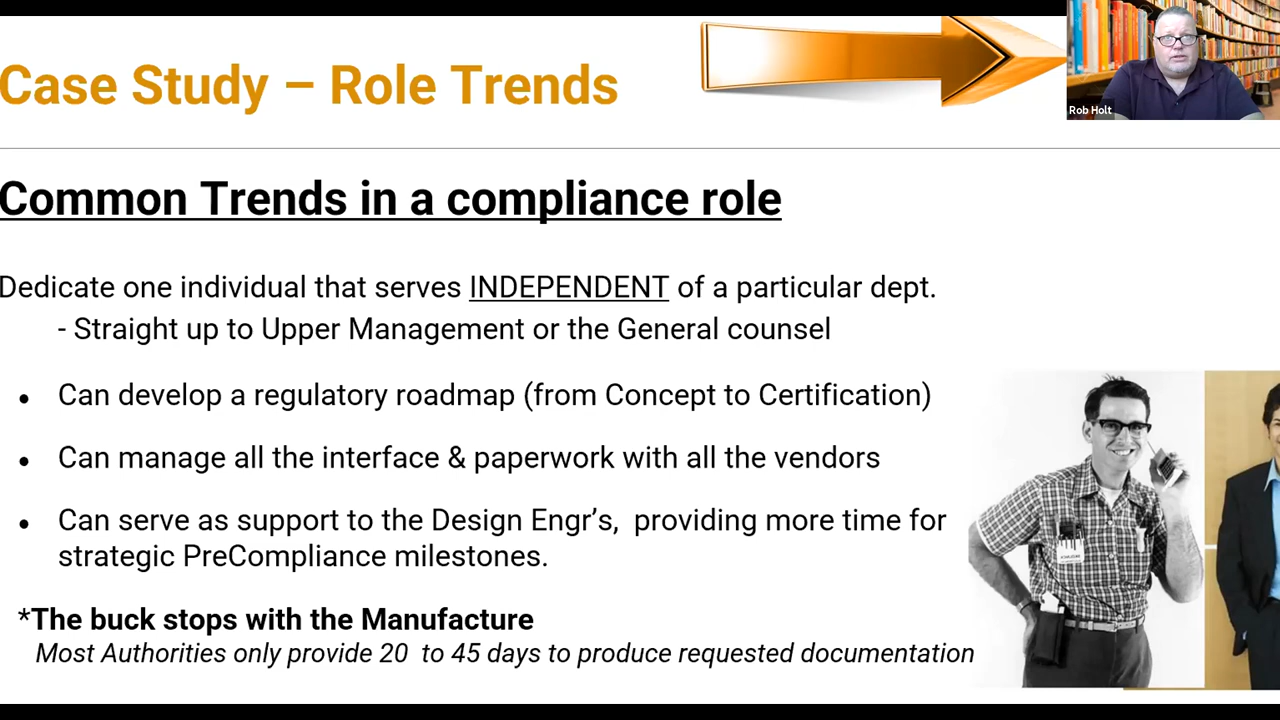 Case Study – Role Trends
Rob Holt
Common Trends in a compliance role
Dedicate one individual that serves INDEPENDENT of a particular dept.
- Straight up to Upper Management or the General counsel
• Can develop a regulatory roadmap (from Concept to Certification)
• Can manage all the interface & paperwork with all the vendors
• Can serve as support to the Design Engr’s, providing more time for
strategic PreCompliance milestones.
*The buck stops with the Manufacture
Most Authorities only provide 20 to 45 days to produce requested documentation